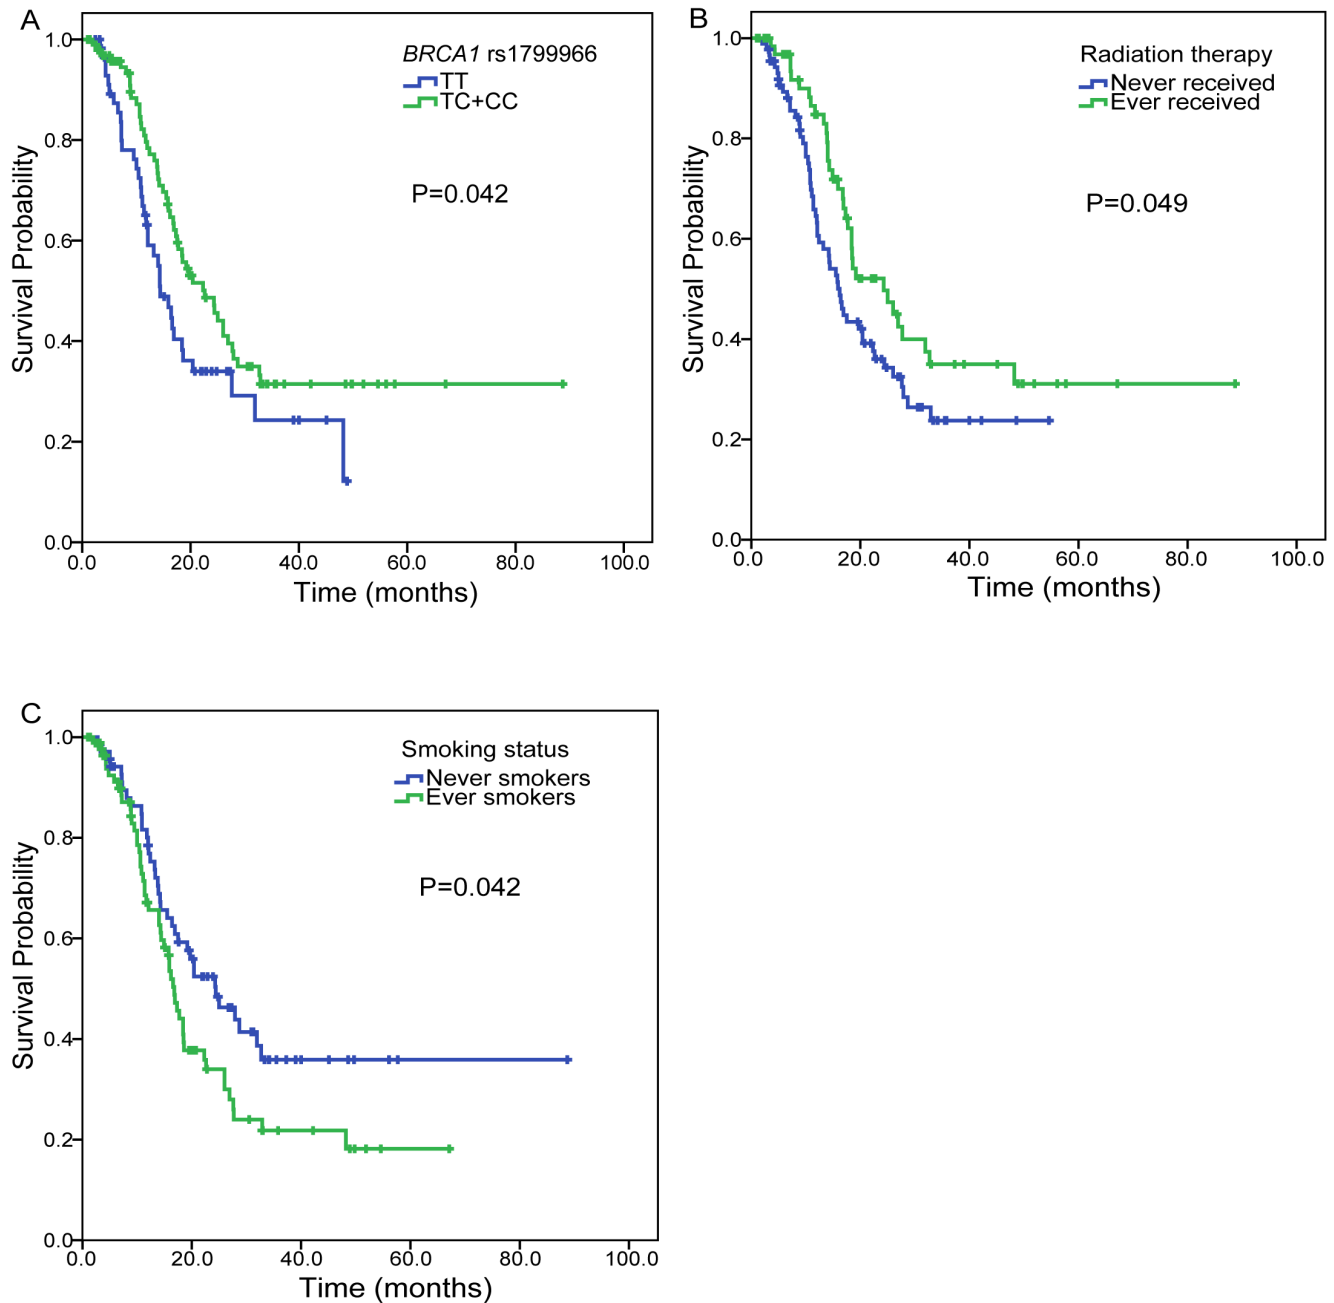 A
BRCA1 rs1799966
TT
TC+CC
P=0.042
Survival Probability
1.0
0.8
0.6
0.4
0.2
0.0
0.0 20.0 40.0 60.0 80.0 100.0
Time (months)
B
Radiation therapy
Never received
Ever received
P=0.049
Survival Probability
1.0
0.8
0.6
0.4
0.2
0.0
0.0 20.0 40.0 60.0 80.0 100.0
Time (months)
C
Smoking status
Never smokers
Ever smokers
P=0.042
Survival Probability
1.0
0.8
0.6
0.4
0.2
0.0
0.0 20.0 40.0 60.0 80.0 100.0
Time (months)